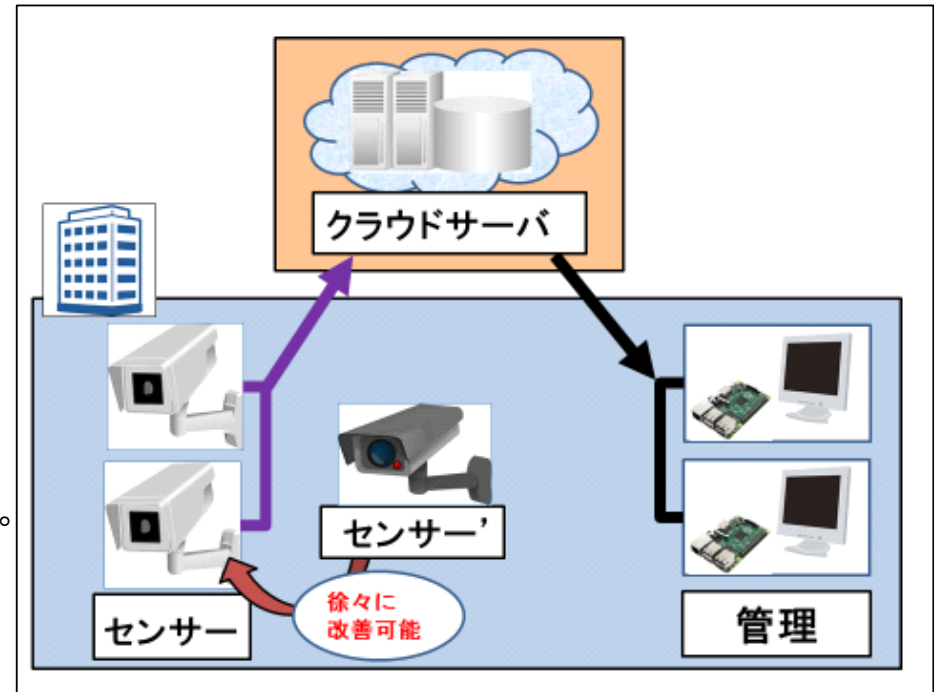 クラウドサーバ
センサー’
センサー
徐々に
改善可能
管理
。